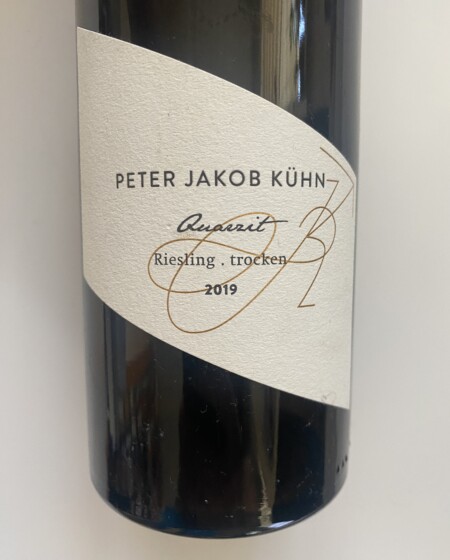 PETER JAKOB KÜHN
Quarzit
Riesling . trocken
2019